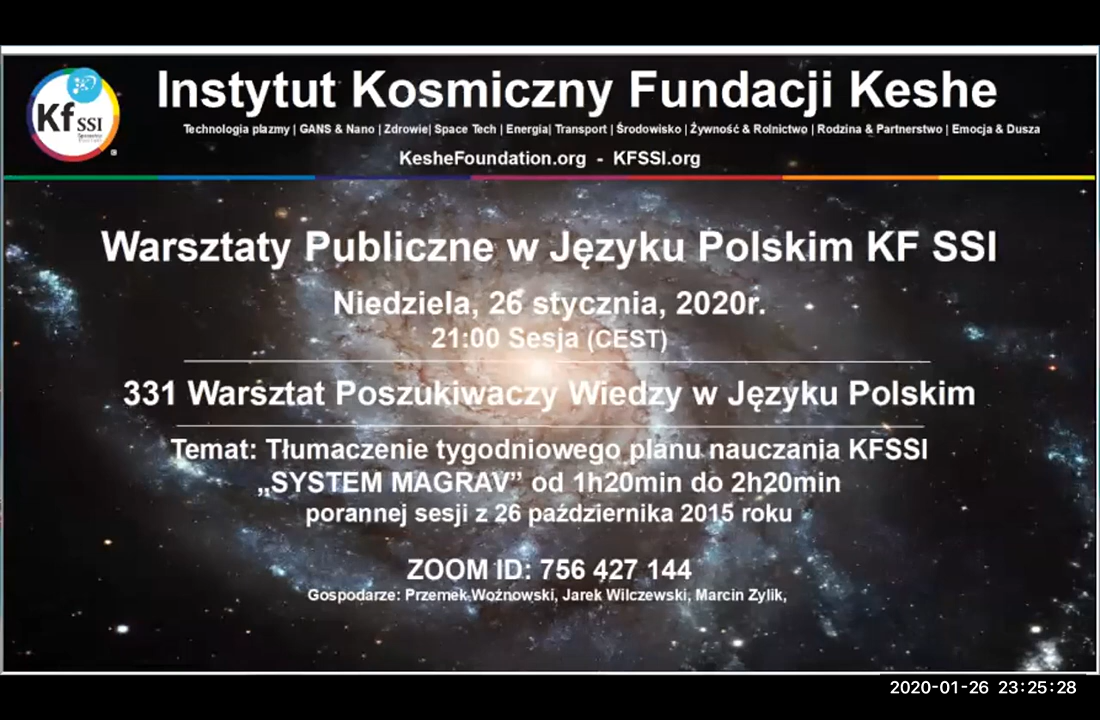 Instytut Kosmiczny Fundacji Keshe
Kf SSI
Technologia plazmy | GANS & Nano | Zdrowie| Space Tech | Energia| Transport | Środowisko | Żywność & Rolnictwo | Rodzina & Partnerstwo | Emocja & Dusza
KesheFoundation.org - KFSSI.org
Warsztaty Publiczne w Języku Polskim KF SSI
Niedziela, 26 stycznia, 2020r.
21:00 Sesja (CEST)
331 Warsztat Poszukiwaczy Wiedzy w Języku Polskim
Temat: Tłumaczenie tygodniowego planu nauczania KFSSI
„SYSTEM MAGRAV” od 1h20min do 2h20min
porannej sesji z 26 października 2015 roku
ZOOM ID: 756 427 144
Gospodarze: Przemek Woźnowski, Jarek Wilczewski, Marcin Zylik,
2020-01-26 23:25:28